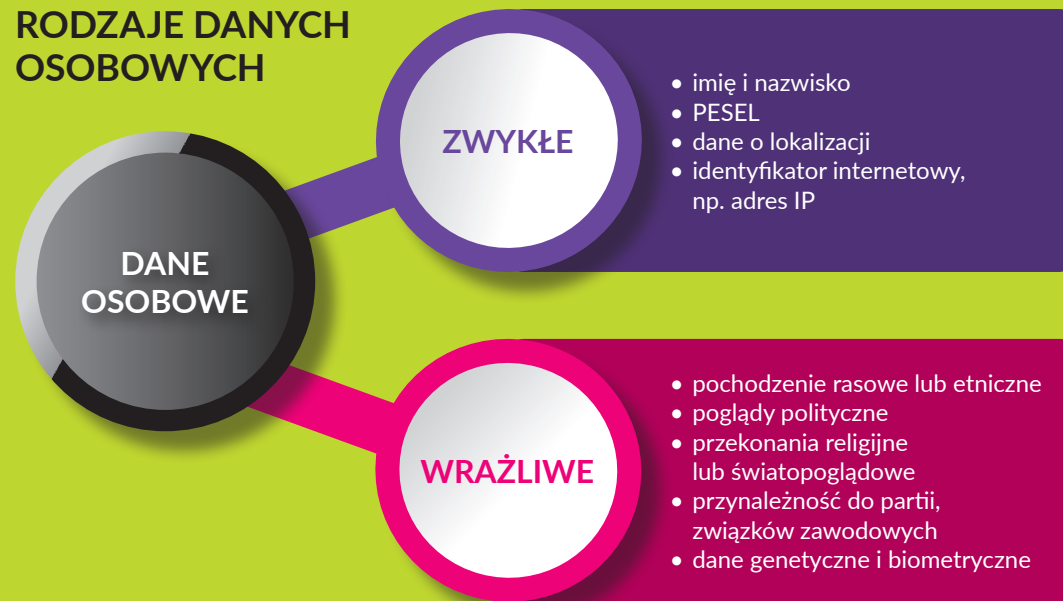 RODZAJE DANYCH
OSOBOWYCH
DANE
OSOBOWE
ZWYKŁE
• imię i nazwisko
• PESEL
• dane o lokalizacji
• identyfikator internetowy,
np. adres IP
WRAŻLIWE
• pochodzenie rasowe lub etniczne
• poglądy polityczne
• przekonania religijne
lub światopoglądowe
• przynależność do partii,
związków zawodowych
• dane genetyczne i biometryczne